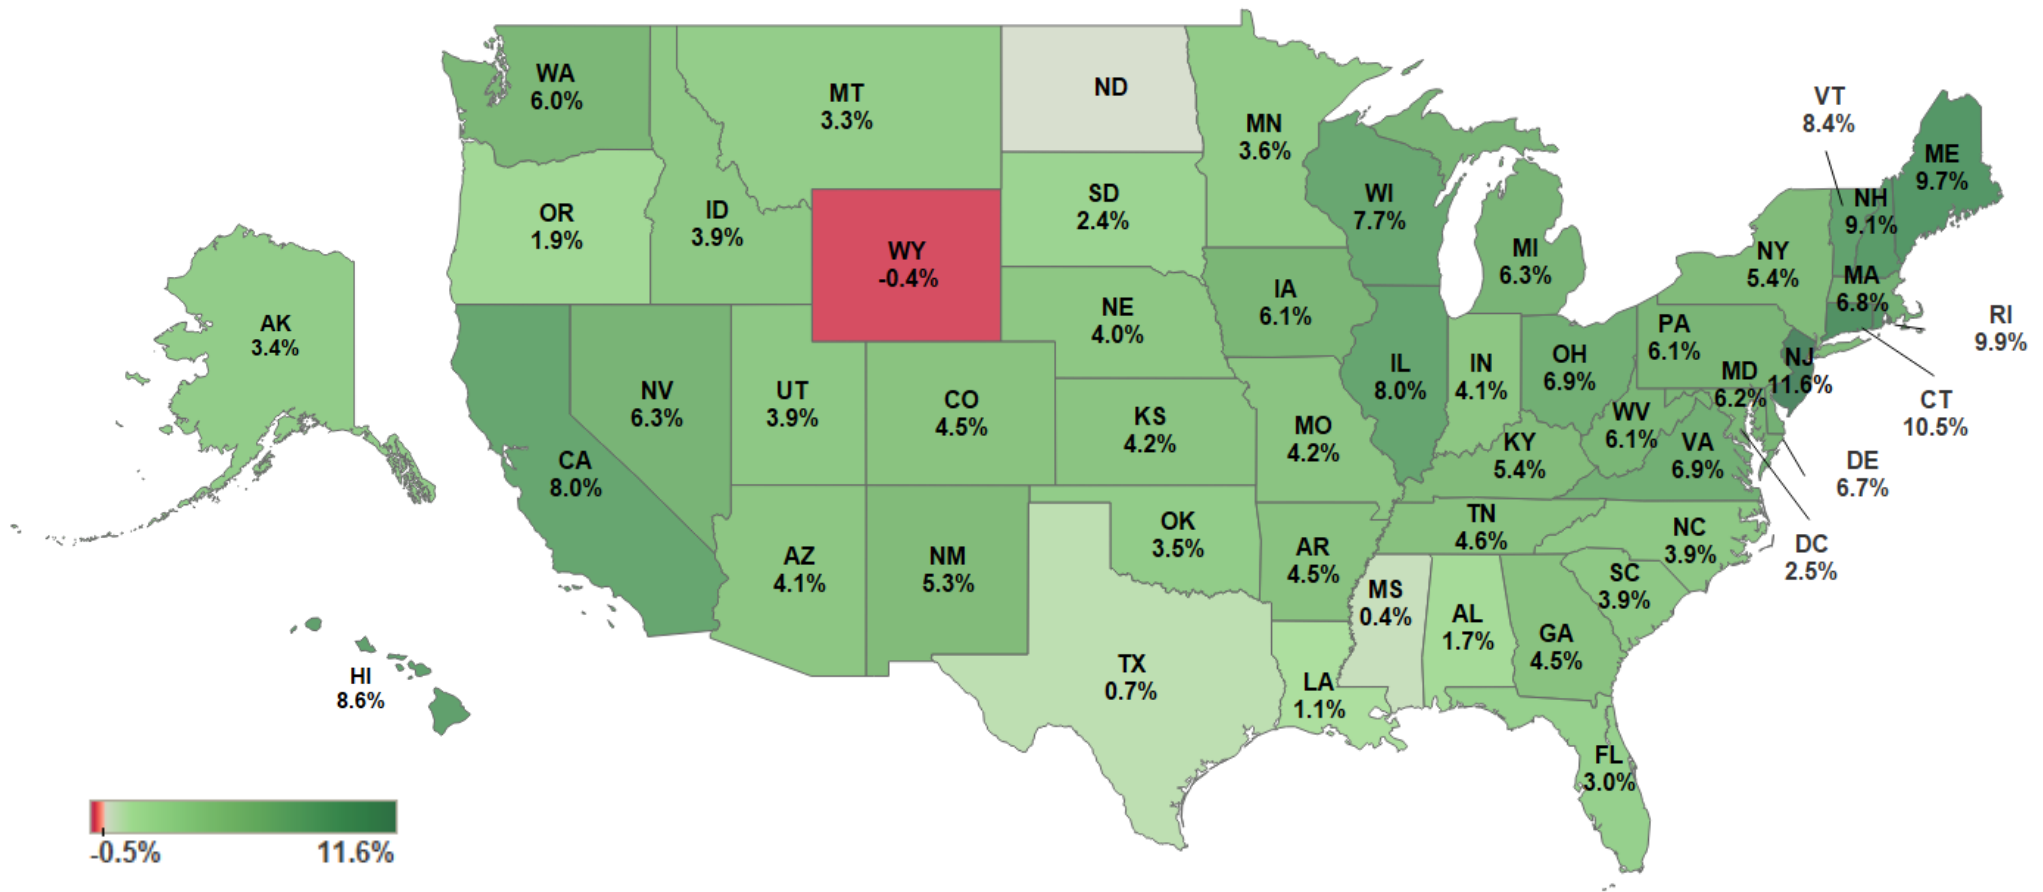 WA
6.0%
MT
3.3%
ND
MN
3.6%
VT
8.4%
ME
9.7%
NH
9.1%
OR
1.9%
ID
3.9%
WY
-0.4%
SD
2.4%
WI
7.7%
MI
6.3%
NY
5.4%
MA
6.8%
RI
9.9%
AK
3.4%
NE
4.0%
IA
6.1%
PA
6.1%
NJ
11.6%
MD
6.2%
CT
10.5%
NV
6.3%
UT
3.9%
CO
4.5%
KS
4.2%
MO
4.2%
IL
8.0%
IN
4.1%
OH
6.9%
WV
6.1%
VA
6.9%
KY
5.4%
DE
6.7%
CA
8.0%
AZ
4.1%
NM
5.3%
OK
3.5%
AR
4.5%
TN
4.6%
NC
3.9%
DC
2.5%
SC
3.9%
MS
0.4%
AL
1.7%
GA
4.5%
HI
8.6%
TX
0.7%
LA
1.1%
FL
3.0%
-0.5%
11.6%